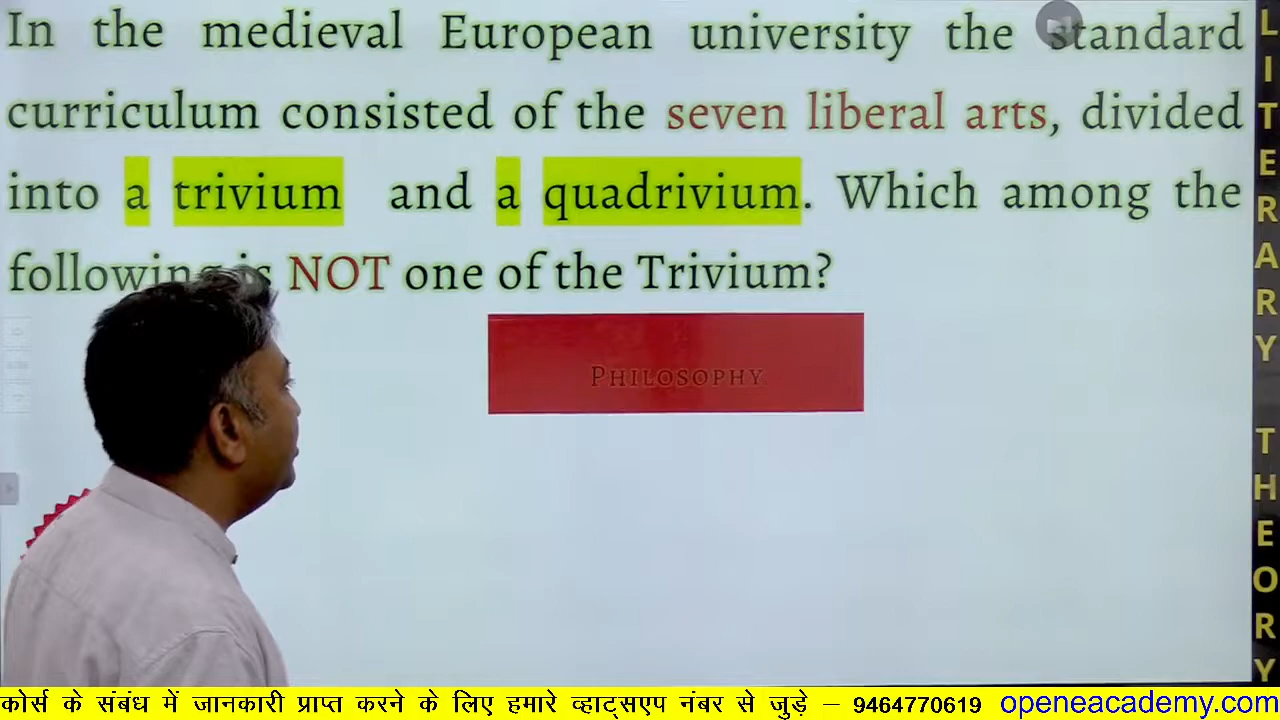 In the medieval European university the standard
curriculum consisted of the seven liberal arts, divided
into a trivium and a quadrivium. Which among the
following is NOT one of the Trivium?
PHILOSOPHY
LITERARY THEORY
कोर्स के संबंध में जानकारी प्राप्त करने के लिए हमारे व्हाट्सएप नंबर से जुड़े – 9464770619 openeacademy.com